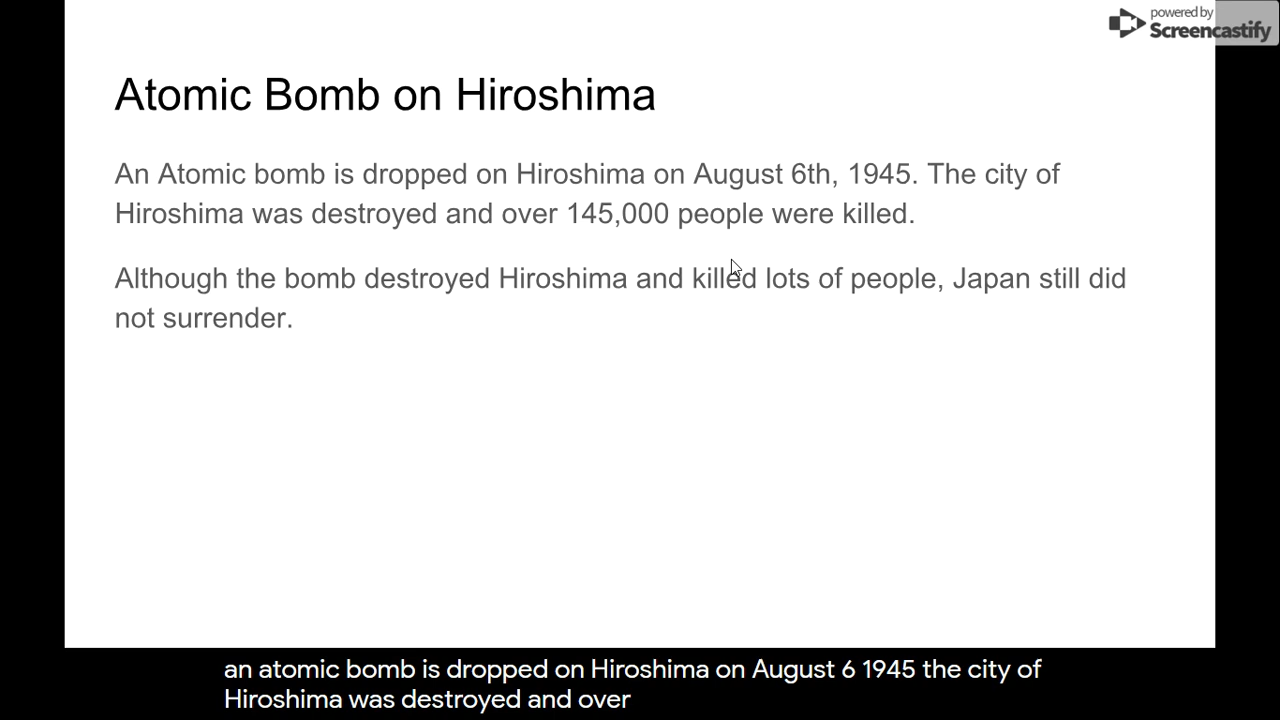 powered by
Screencastify
Atomic Bomb on Hiroshima
An Atomic bomb is dropped on Hiroshima on August 6th, 1945. The city of
Hiroshima was destroyed and over 145,000 people were killed.
Although the bomb destroyed Hiroshima and killed lots of people, Japan still did
not surrender.
an atomic bomb is dropped on Hiroshima on August 6 1945 the city of
Hiroshima was destroyed and over